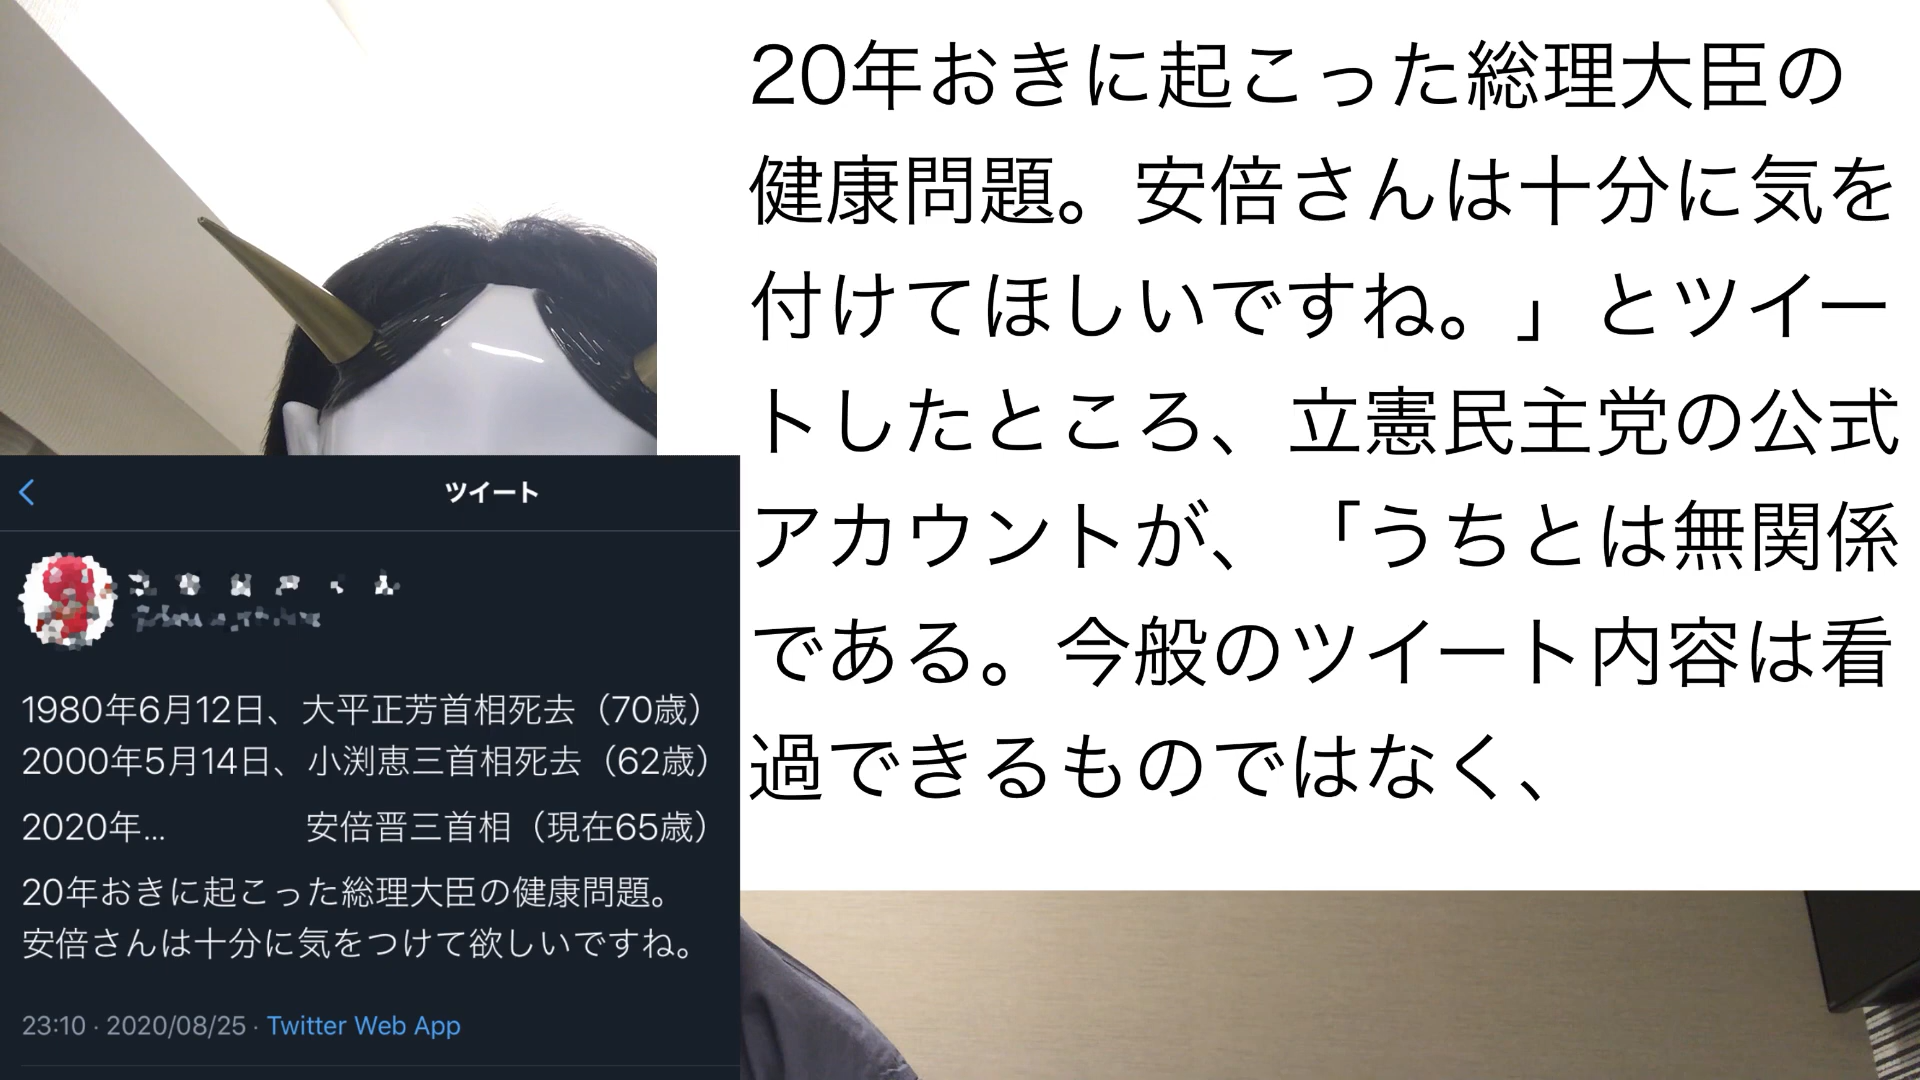 20年おきに起こった総理大臣の
健康問題。安倍さんは十分に気を
付けてほしいですね。」とツイー
トしたところ、立憲民主党の公式
アカウントが、「うちとは無関係
である。今般のツイート内容は看
過できるものではなく、
ツイート
1980年6月12日、大平正芳首相死去（70歳）
2000年5月14日、小渕恵三首相死去（62歳）
2020年... 安倍晋三首相（現在65歳）
20年おきに起こった総理大臣の健康問題。
安倍さんは十分に気をつけて欲しいですね。
23:10 · 2020/08/25 · Twitter Web App